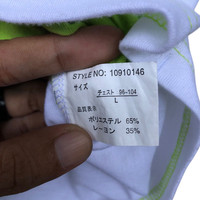 STYLE NO: 10910146
サイズ
チェスト 96-104
L
品質表示
ポリエステル 65%
レーヨン 35%